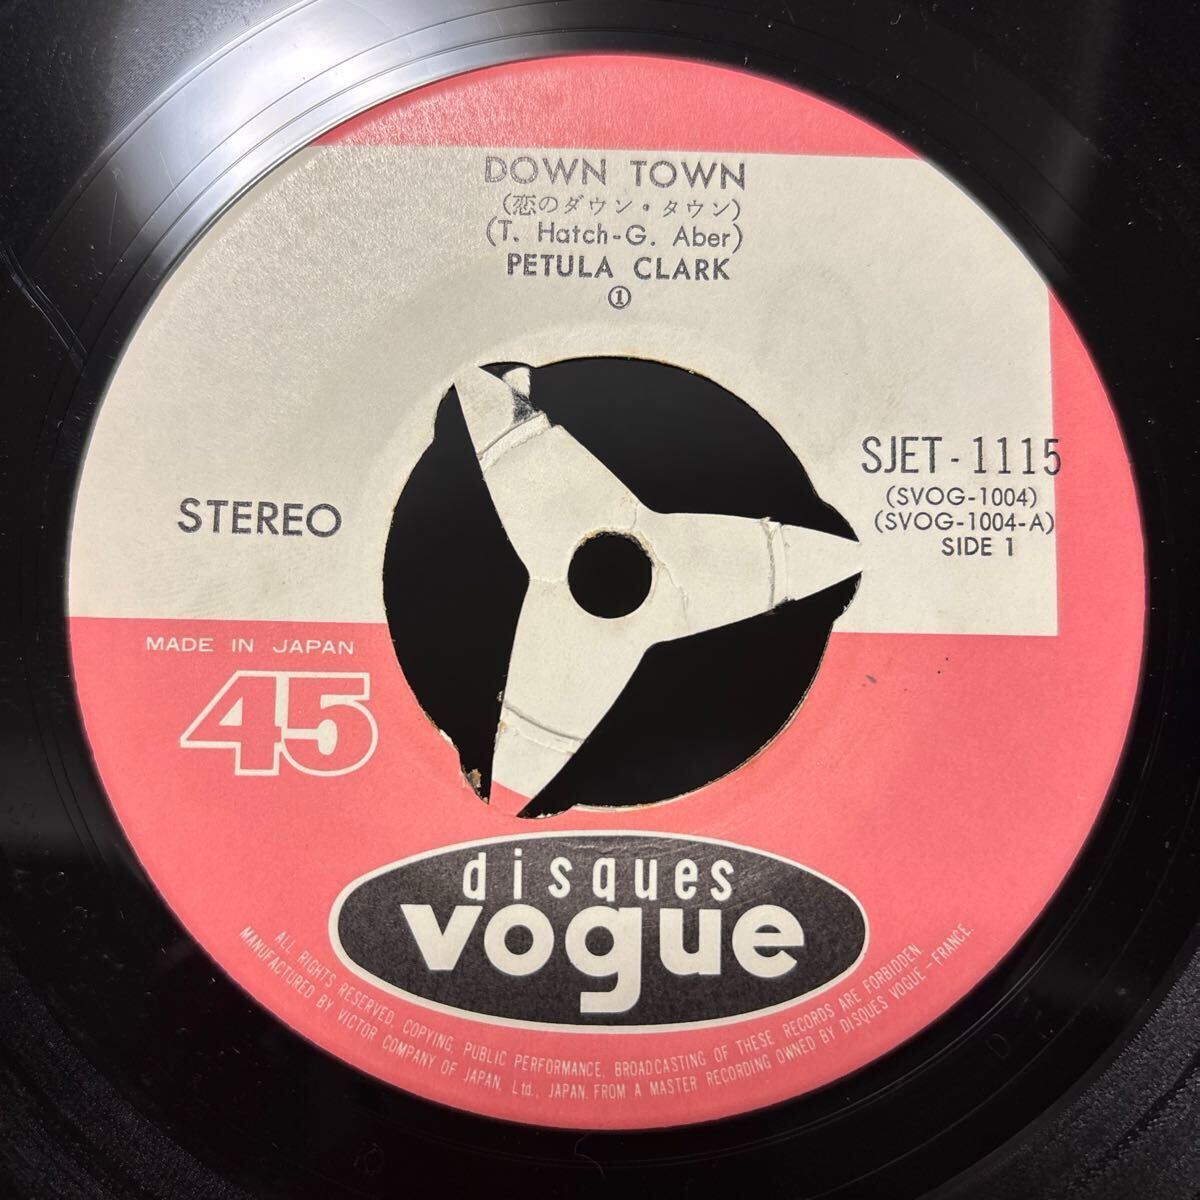 DOWN TOWN
(恋のダウン・タウン)
(T. Hatch-G. Aber)
PETULA CLARK
①
STEREO
SJET-1115
(SVOG-1004)
(SVOG-1004-A)
SIDE 1
MADE IN JAPAN
45
disques
vogue
ALL RIGHTS RESERVED. COPYING, PUBLIC PERFORMANCE, BROADCASTING OF THESE RECORDS ARE FORBIDDEN.
MANUFACTURED BY VICTOR COMPANY OF JAPAN, Ltd., JAPAN. FROM A MASTER RECORDING OWNED BY DISQUES VOGUE-FRANCE.